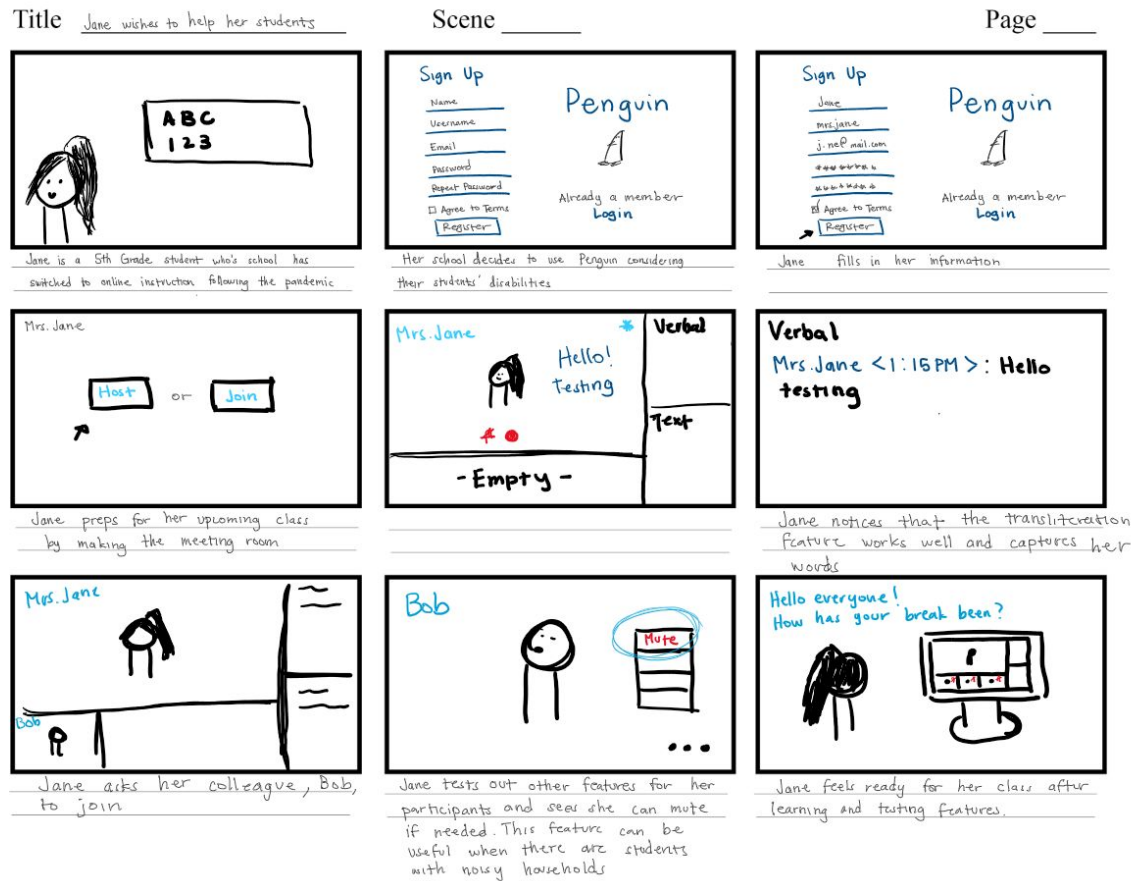 Title Jane wishes to help her students
Scene
Page
A B C
1 2 3
Jane is a 5th Grade student who's school has
switched to online instruction following the pandemic
Sign Up
Name
Username
Email
Password
Repeat Password
Agree to Terms
Register
Penguin
Already a member
Login
Her school decides to use Penguin considering
their students' disabilities
Sign Up
Jane
mrs.jane
j.ne@mail.com
*******
*******
Agree to Terms
Register
Penguin
Already a member
Login
Jane fills in her information
Mrs. Jane
Host or Join
Jane preps for her upcoming class
by making the meeting room
Mrs. Jane
Hello!
Testing
- Empty -
Verbal
Text
Verbal
Mrs. Jane <1:15PM>: Hello
testing
Jane notices that the transliteration
feature works well and captures her
words
Mrs. Jane
Bob
Jane asks her colleague, Bob,
to join
Bob
Mute
Jane tests out other features for her
participants and sees she can mute
if needed. This feature can be
useful when there are students
with noisy households
Hello everyone!
How has your break been?
P
Jane feels ready for her class after
learning and testing features.